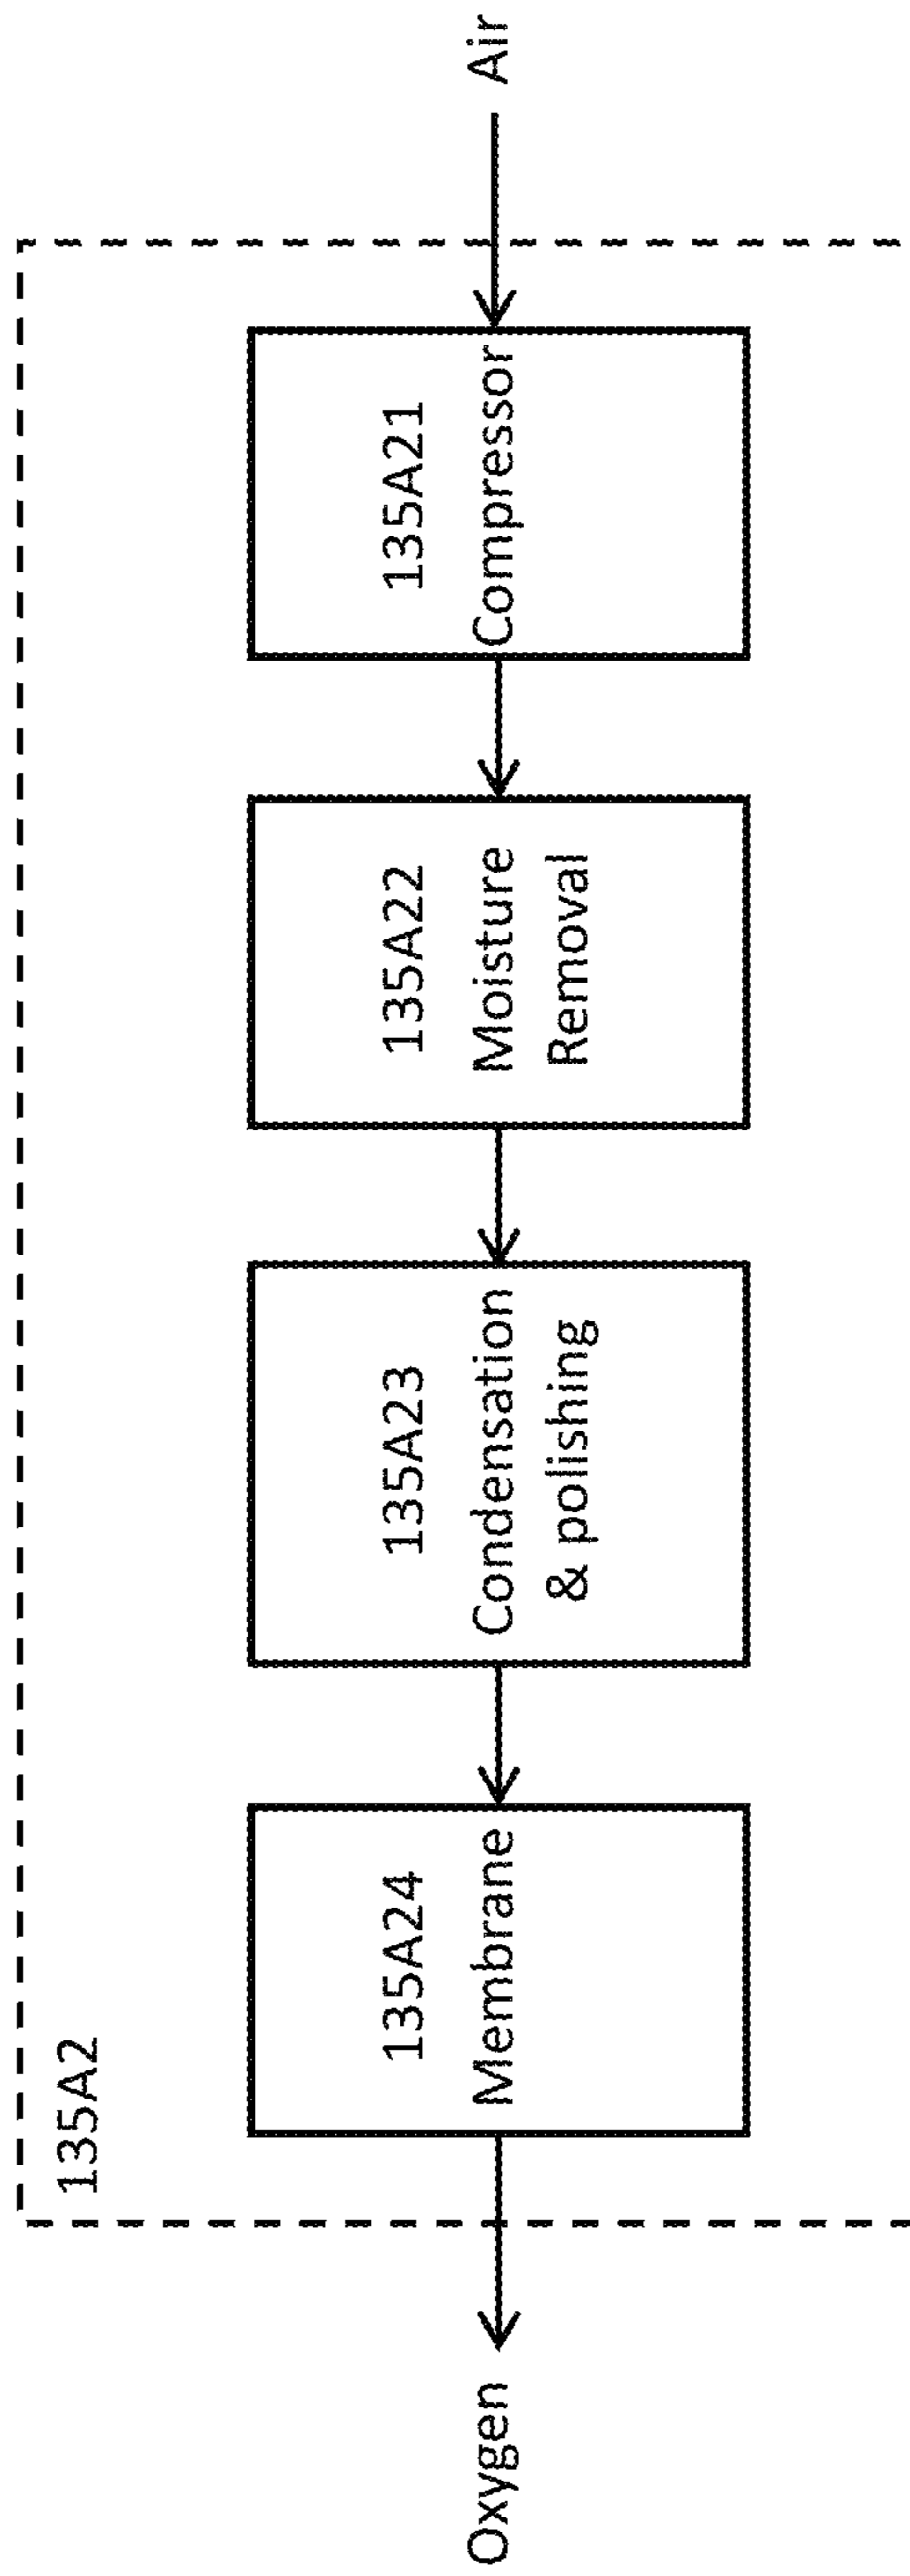 135A2
Oxygen
135A24
Membrane
135A23
Condensation
& polishing
135A22
Moisture
Removal
135A21
Compressor
Air